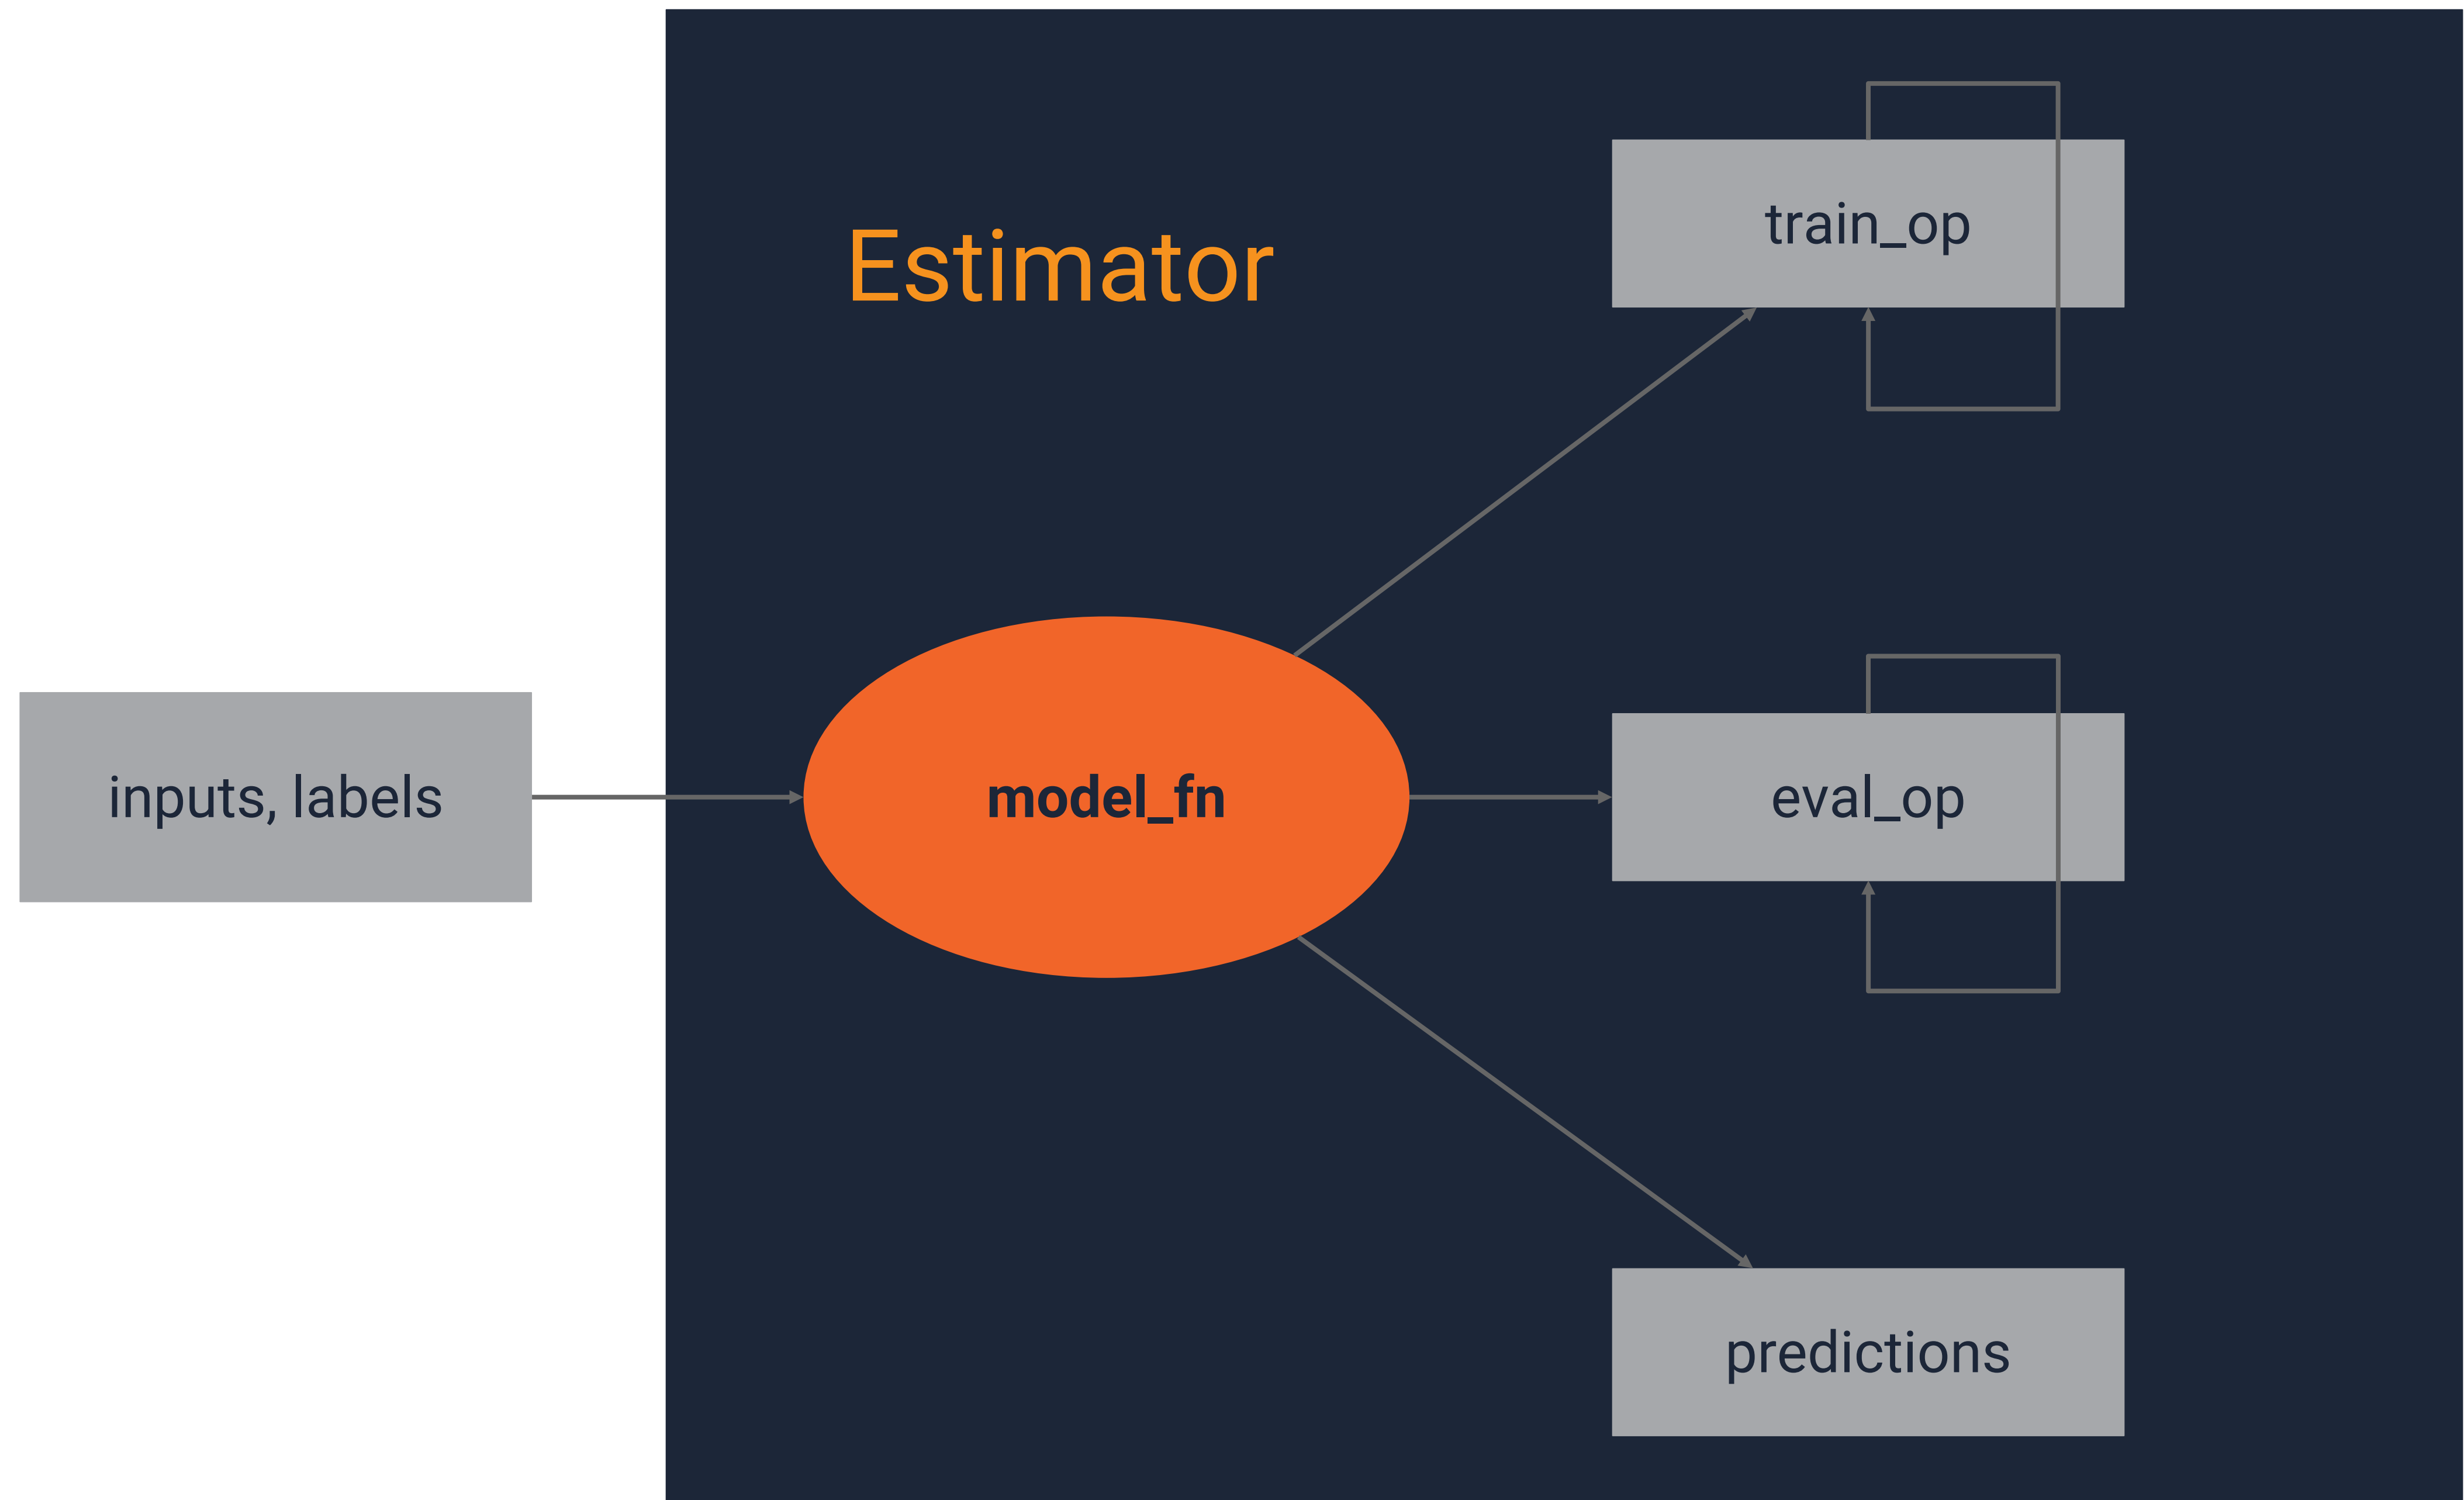 Estimator
train_op
inputs, labels
model_fn
eval_op
predictions